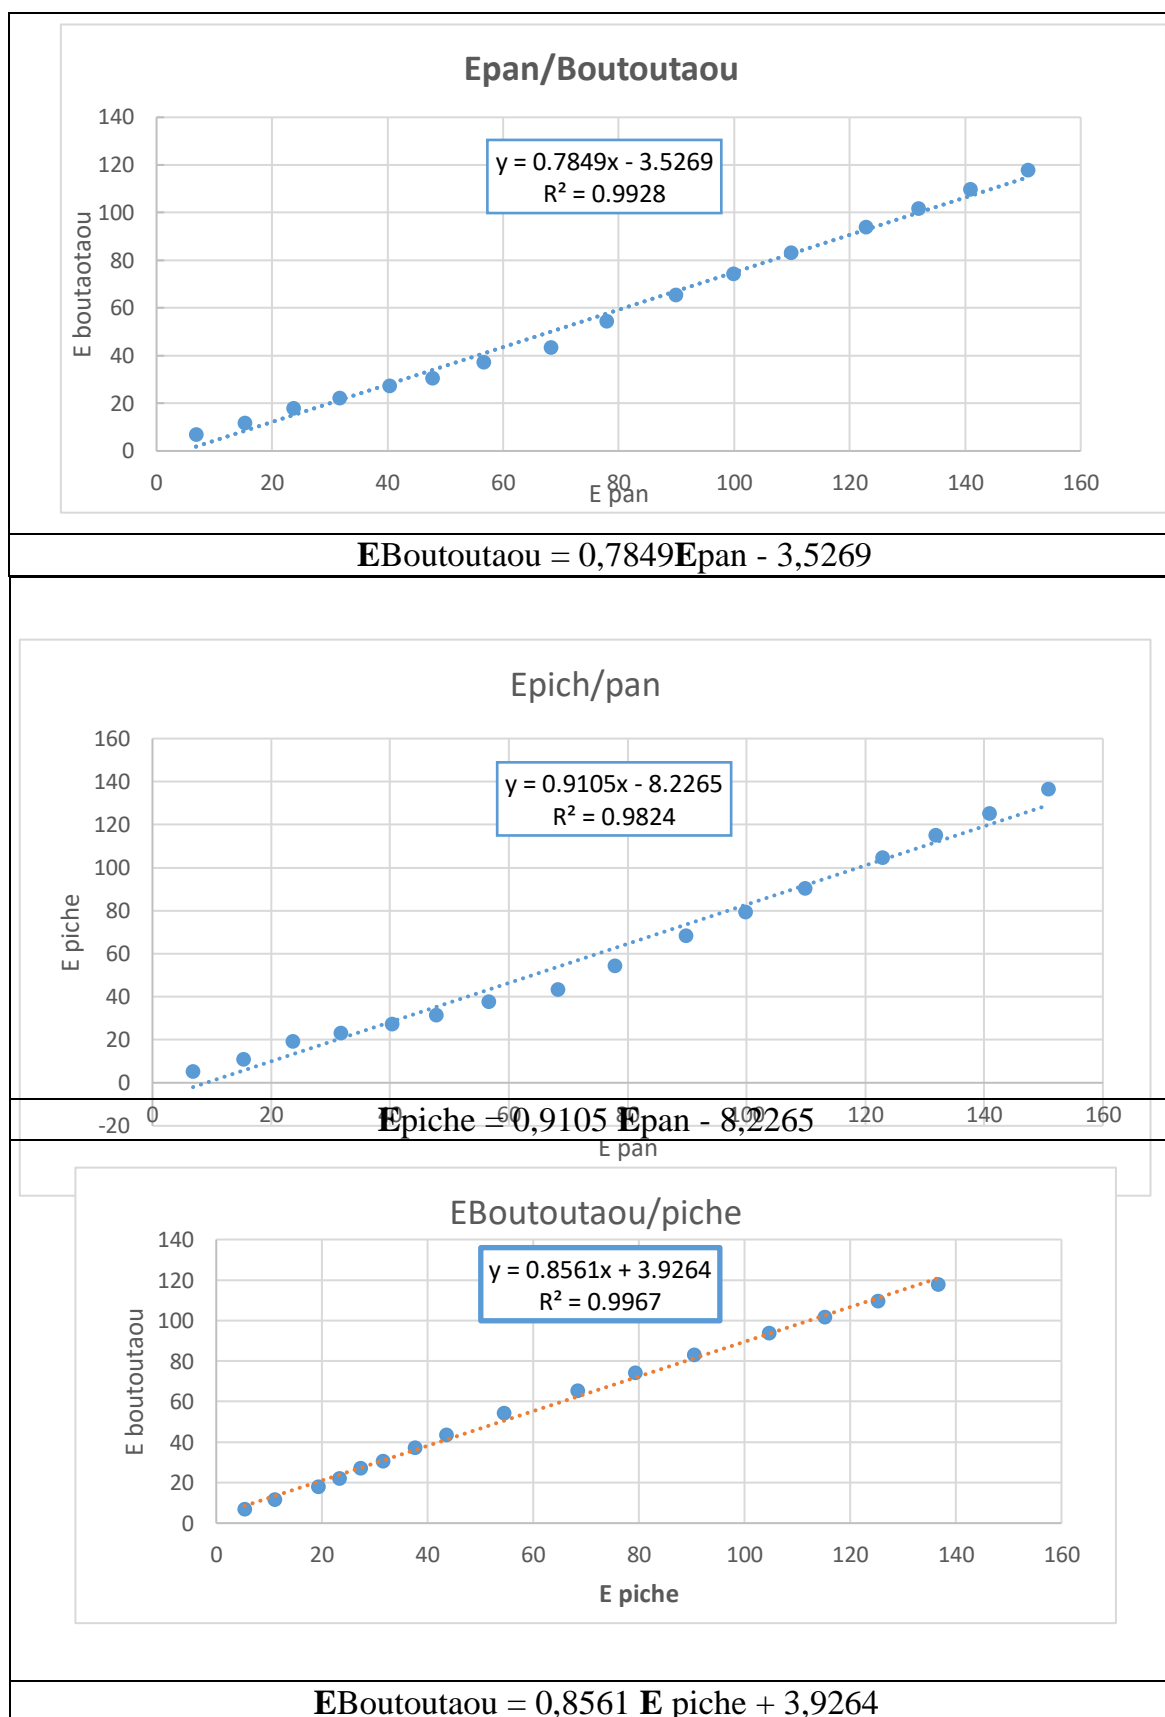 Epan/Boutoutaou
140
120
100
80
60
40
20
0
E boutaotaou
y = 0.7849x - 3.5269
R² = 0.9928
0 20 40 60 80 100 120 140 160
E pan
EBoutoutaou = 0,7849Epan - 3,5269
Epich/pan
160
140
120
100
80
60
40
20
0
-20
E piche
y = 0.9105x - 8.2265
R² = 0.9824
0 20 40 60 80 100 120 140 160
Epiche = 0,9105 Epan - 8,2265
E pan
EBoutoutaou/piche
140
120
100
80
60
40
20
0
E boutoutaou
y = 0.8561x + 3.9264
R² = 0.9967
0 20 40 60 80 100 120 140 160
E piche
EBoutoutaou = 0,8561 E piche + 3,9264